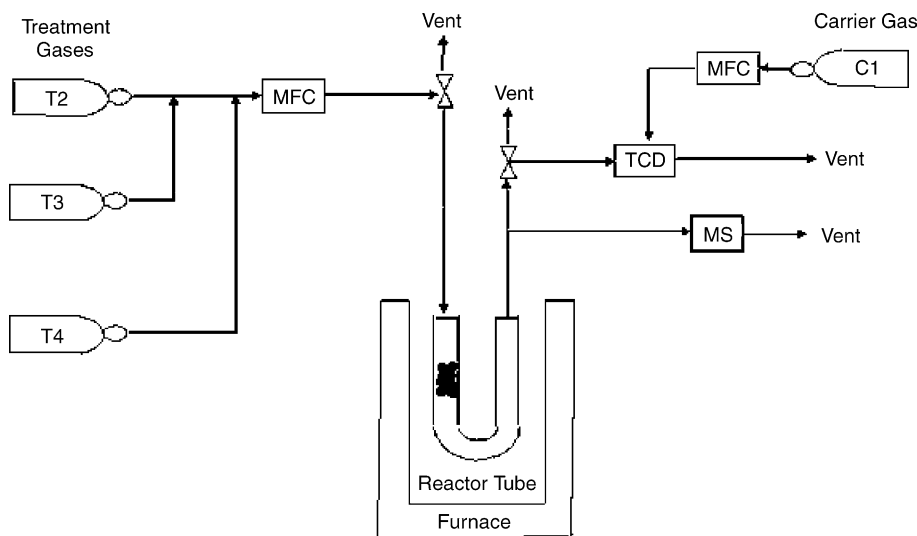 Treatment
Gases
T2
T3
T4
MFC
Vent
Vent
Carrier Gas
MFC
C1
TCD
Vent
MS
Vent
Reactor Tube
Furnace